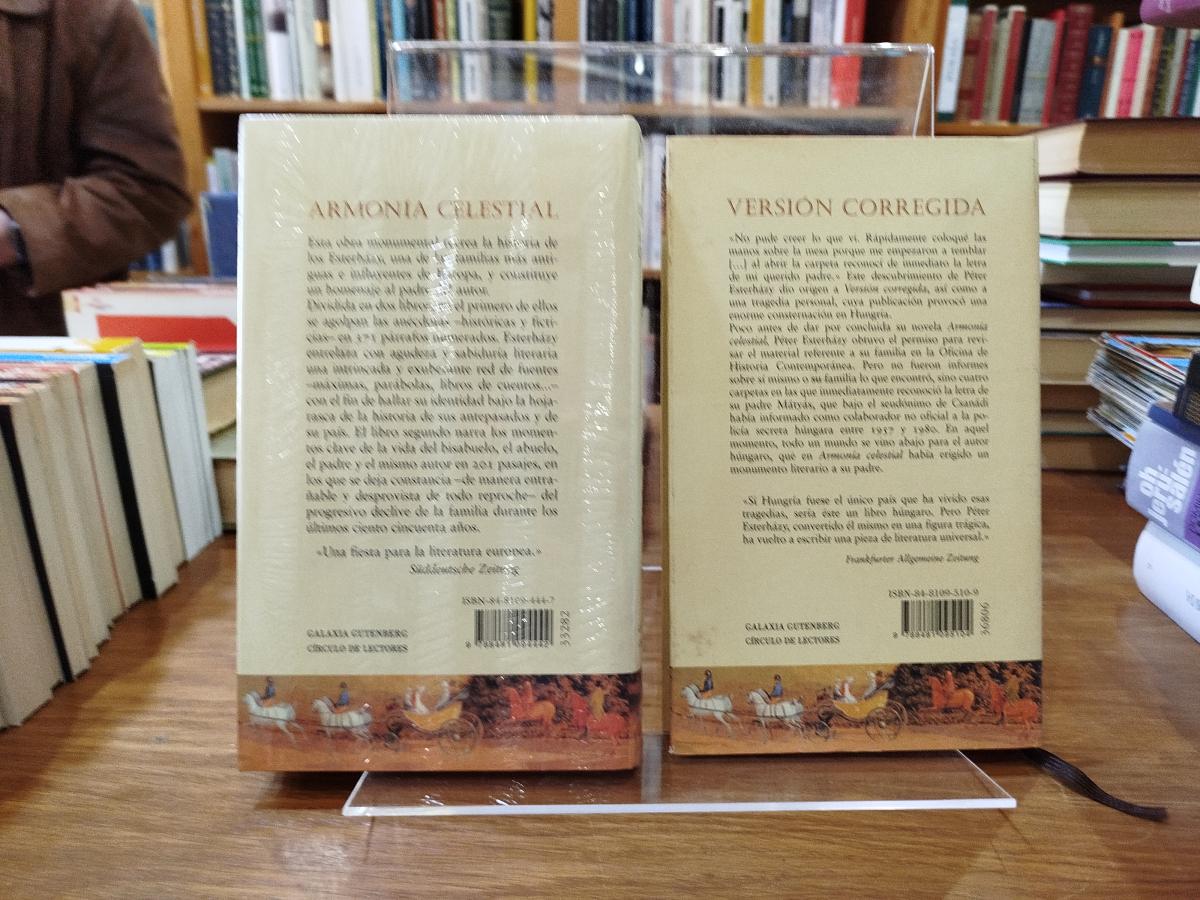 ARMONÍA CELESTIAL
Esta obra monumental recrea la historia de
los Esterházy, una de las familias más anti-
guas e influyentes de Europa, y constituye
un homenaje al padre del autor.
Dividida en dos libros, en el primero de ellos
se agolpan las anécdotas –históricas y ficti-
cias– en 371 párrafos numerados. Esterházy
entrelaza con agudeza y sabiduría literaria
una intrincada y exuberante red de fuentes
–máximas, parábolas, libros de cuentos...–
con el fin de hallar su identidad bajo la hoja-
rasca de la historia de sus antepasados y de
su país. El libro segundo narra los momen-
tos clave de la vida del bisabuelo, el abuelo,
el padre y el mismo autor en 201 pasajes, en
los que se deja constancia –de manera entra-
ñable y desprovista de todo reproche– del
progresivo declive de la familia durante los
últimos ciento cincuenta años.
«Una fiesta para la literatura europea.»
Süddeutsche Zeitung
ISBN-84-8109-444-7
GALAXIA GUTENBERG
CÍRCULO DE LECTORES
9 788481 094442
33282
VERSIÓN CORREGIDA
«No pude creer lo que vi. Rápidamente coloqué las
manos sobre la mesa porque me empezaron a temblar
[...] al abrir la carpeta reconocí de inmediato la letra
de mi querido padre.» Este descubrimiento de Péter
Esterházy dio origen a Versión corregida, así como a
una tragedia personal, cuya publicación provocó una
enorme consternación en Hungría.
Poco antes de dar por concluida su novela Armonía
celestial, Péter Esterházy obtuvo el permiso para revi-
sar el material referente a su familia en la Oficina de
Historia Contemporánea. Pero no fueron informes
sobre sí mismo o su familia lo que encontró, sino cuatro
carpetas en las que inmediatamente reconoció la letra de
su padre Mátyás, que bajo el seudónimo de Csanádi
había informado como colaborador no oficial a la po-
licía secreta húngara entre 1957 y 1980. En aquel
momento, todo un mundo se vino abajo para el autor
húngaro, que en Armonía celestial había erigido un
monumento literario a su padre.
«Si Hungría fuese el único país que ha vivido esas
tragedias, sería éste un libro húngaro. Pero Péter
Esterházy, convertido él mismo en una figura trágica,
ha vuelto a escribir una pieza de literatura universal.»
Frankfurter Allgemeine Zeitung
ISBN-84-8109-510-9
GALAXIA GUTENBERG
CÍRCULO DE LECTORES
9 788481 095104
36806
oh,
jeru-
salén